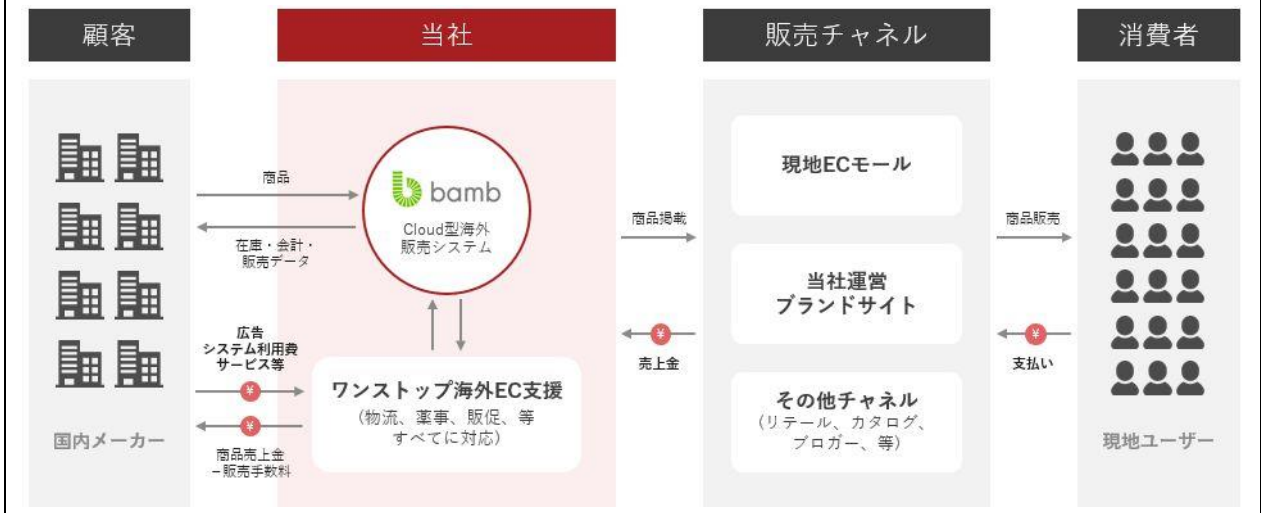 顧客
当社
販売チャネル
消費者
商品
在庫・会計・
販売データ
広告
システム利用費
サービス等
¥
¥
商品売上金
－販売手数料
国内メーカー
bamb
Cloud型海外
販売システム
ワンストップ海外EC支援
(物流、薬事、販促、等
すべてに対応)
商品掲載
¥
売上金
現地ECモール
当社運営
ブランドサイト
その他チャネル
(リテール、カタログ、
ブロガー、等)
商品販売
¥
支払い
現地ユーザー